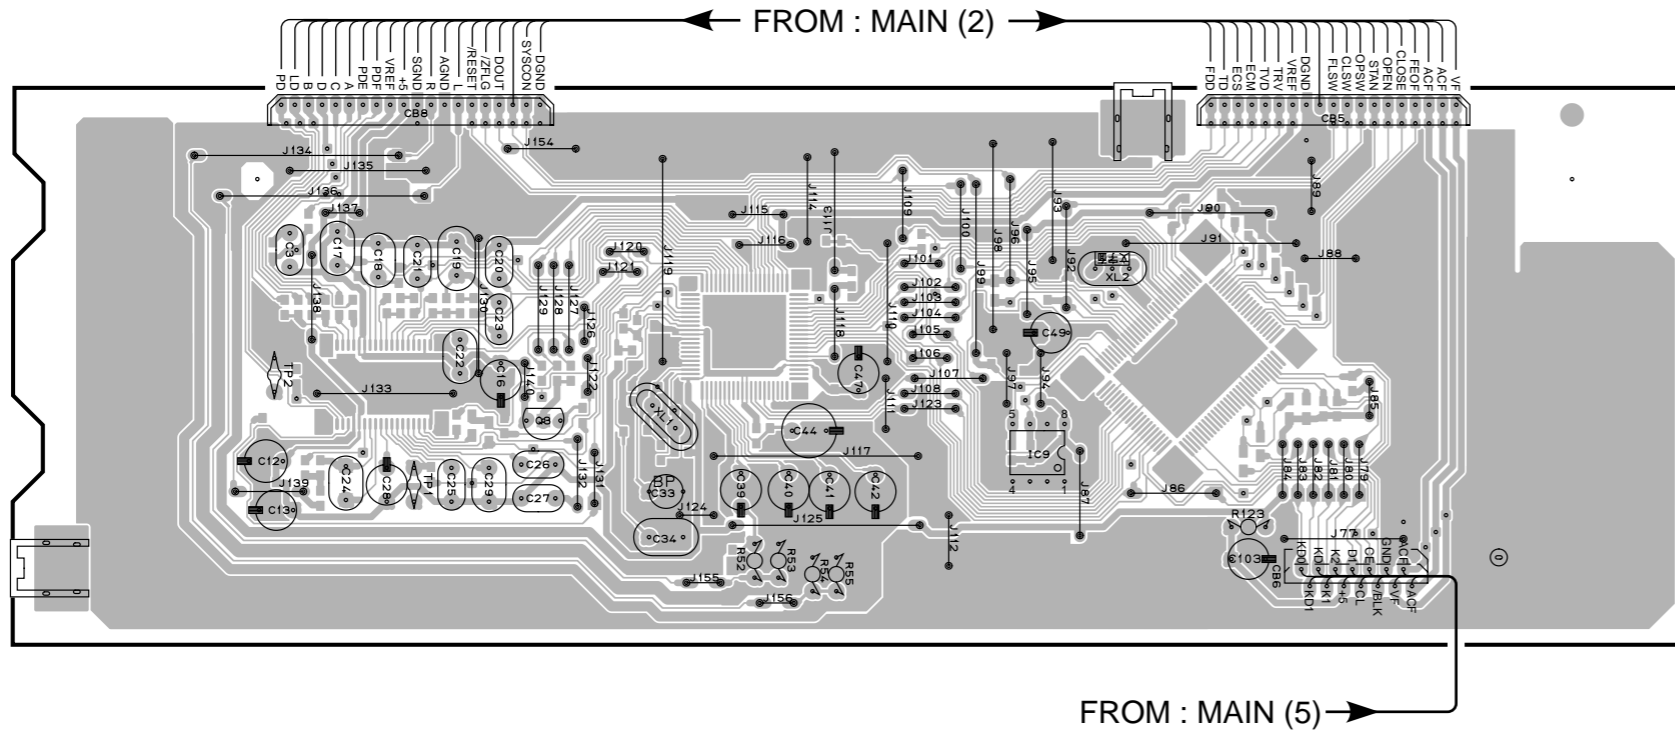 FROM : MAIN (2)
PD
LD
B
D
C
A
PDE
PDF
VREF
+5
SGND
R
AGND
L
/RESET
/ZFLG
DOUT
SYSCON
DGND
FDD
TD
ECS
ECM
TVD
TRV
VREF
DGND
FLSW
CLSW
OPSW
STAN
OPEN
CLOSE
FEOF
ACF
ACF
VF
CB8
CB5
J134
J154
J135
J136
J137
J114
J113
J109
J100
J98
J96
J93
J89
J115
J90
C3
C17
C18
C21
C19
C20
J120
J116
J91
J121
J119
J101
J99
J95
J92
XL2
J88
J138
J130
J129
J128
J127
J102
J103
C23
J126
J118
J110
J104
J105
C49
C22
J106
TP2
C16
J140
J122
C47
J107
J97
J94
J133
J111
J108
J123
J85
Q3
XL1
C44
5
8
IC9
C12
C26
J117
J84
J83
J82
J81
J80
J79
C24
C28
TP1
C25
C29
J132
J131
BP
C33
C39
C40
C41
C42
4
1
J87
J86
J139
C27
C13
J124
J125
J112
R123
C34
R52
R53
R54
R55
J77
C103
CB6
KD0
KD
K2
D1
CE
GND
ACF
J155
J156
KD1
K1
+5
CL
/BLK
VF
ACF
FROM : MAIN (5)